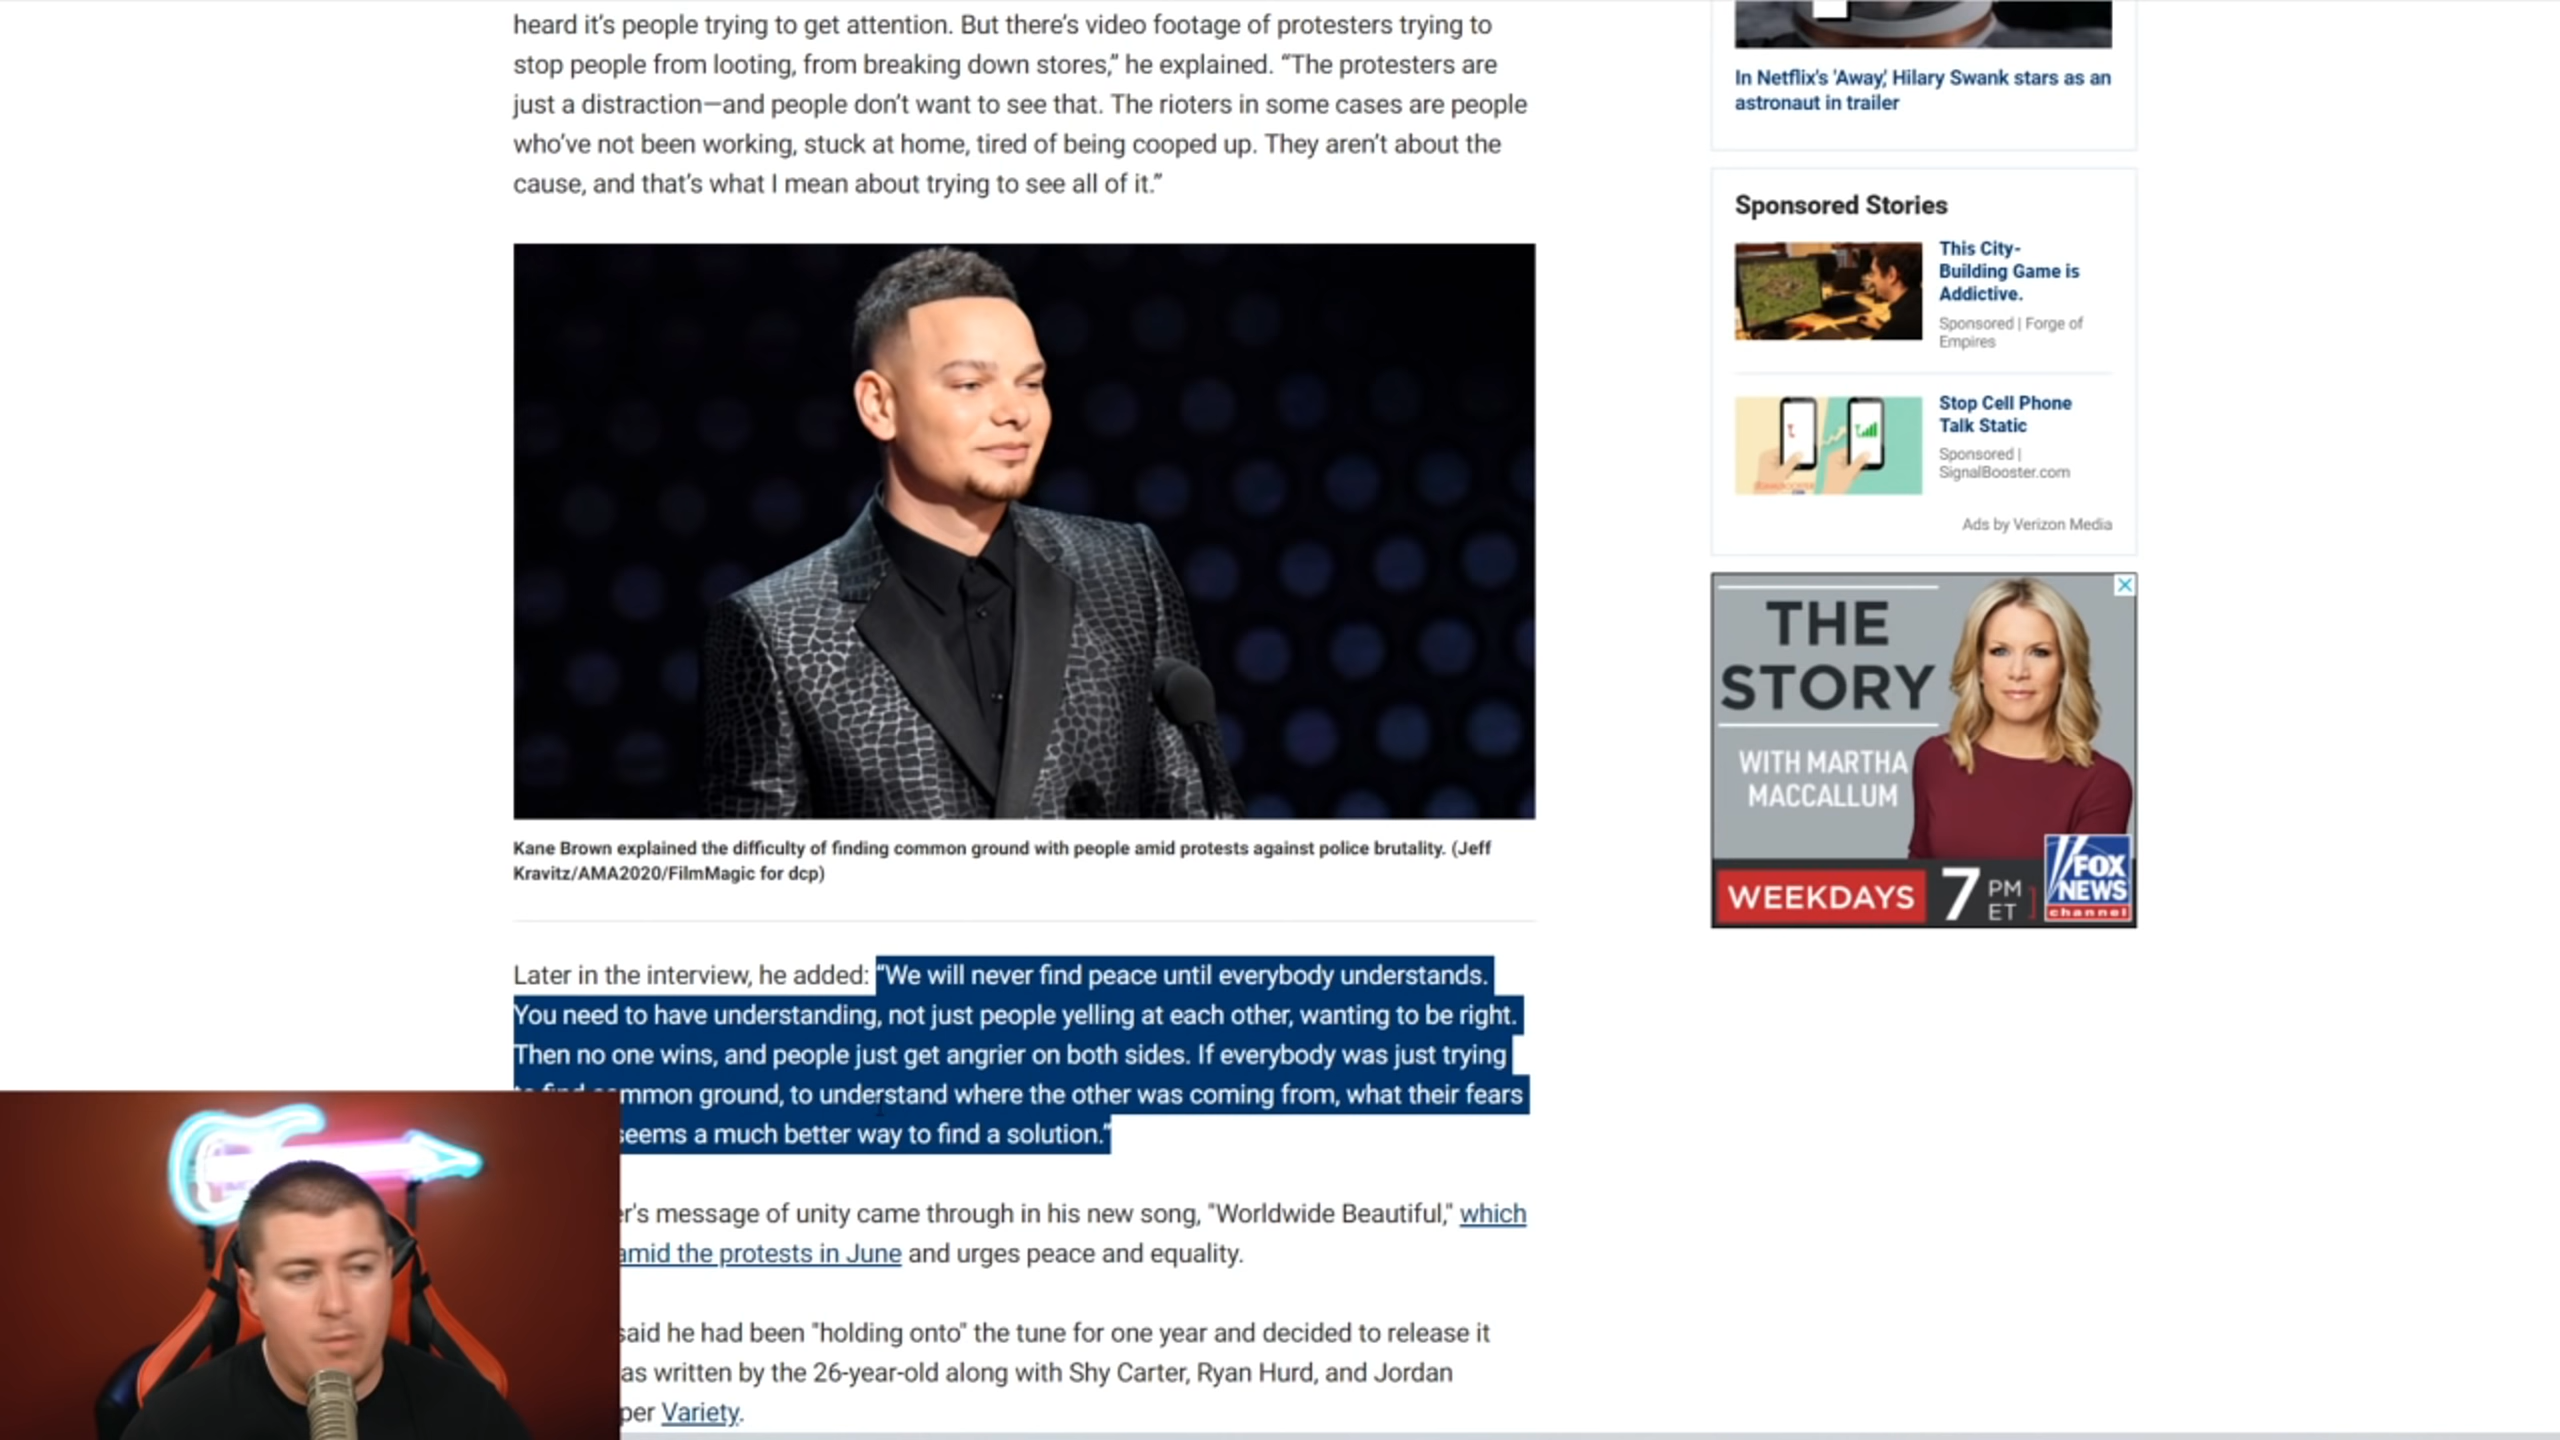 heard it's people trying to get attention. But there's video footage of protesters trying to
stop people from looting, from breaking down stores,” he explained. “The protesters are
just a distraction—and people don't want to see that. The rioters in some cases are people
who've not been working, stuck at home, tired of being cooped up. They aren't about the
cause, and that's what I mean about trying to see all of it.”
Kane Brown explained the difficulty of finding common ground with people amid protests against police brutality. (Jeff
Kravitz/AMA2020/FilmMagic for dcp)
Later in the interview, he added: “We will never find peace until everybody understands.
You need to have understanding, not just people yelling at each other, wanting to be right.
Then no one wins, and people just get angrier on both sides. If everybody was just trying
mmon ground, to understand where the other was coming from, what their fears
seems a much better way to find a solution.”
r's message of unity came through in his new song, "Worldwide Beautiful," which
amid the protests in June and urges peace and equality.
said he had been "holding onto" the tune for one year and decided to release it
as written by the 26-year-old along with Shy Carter, Ryan Hurd, and Jordan
per Variety.
In Netflix's 'Away,' Hilary Swank stars as an
astronaut in trailer
Sponsored Stories
This City-
Building Game is
Addictive.
Sponsored | Forge of
Empires
Stop Cell Phone
Talk Static
Sponsored |
SignalBooster.com
Ads by Verizon Media
THE
STORY
WITH MARTHA
MACCALLUM
WEEKDAYS 7 PM
ET
FOX
NEWS
channel